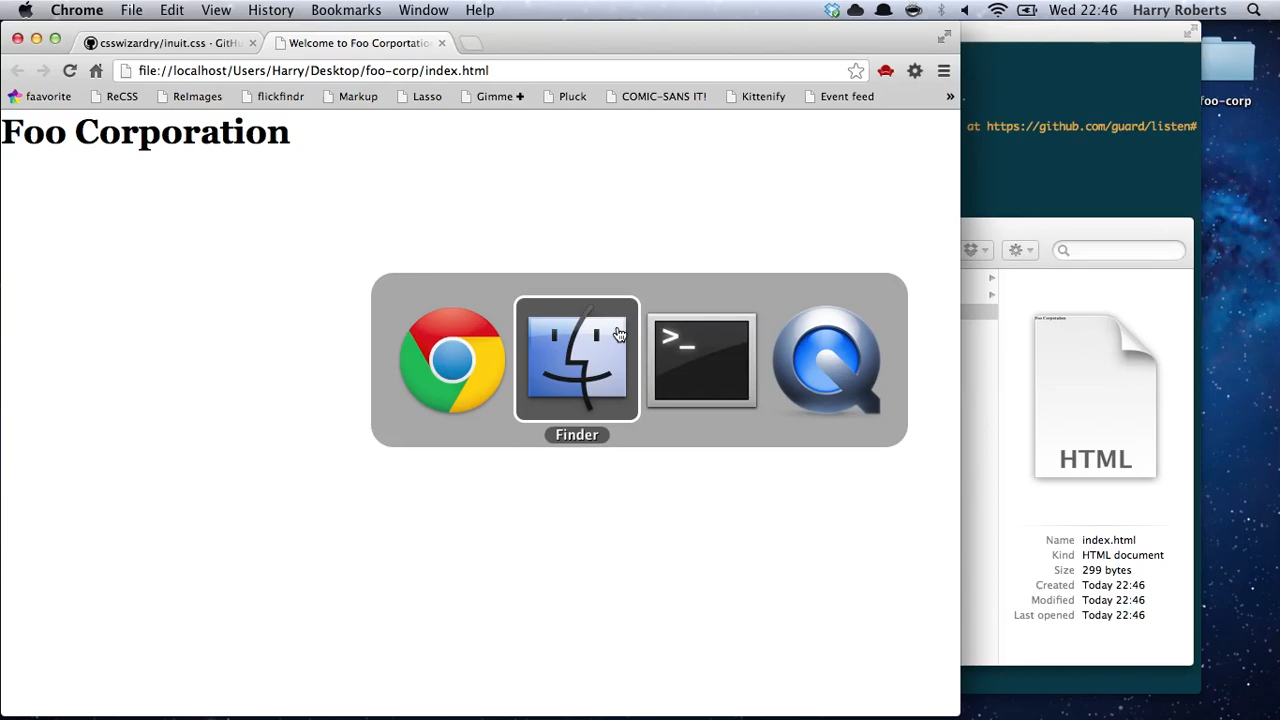 Chrome File Edit View History Bookmarks Window Help Wed 22:46 Harry Roberts
csswizardry/inuit.css · GitHu Welcome to Foo Corportatio
file://localhost/Users/Harry/Desktop/foo-corp/index.html
faavorite ReCSS ReImages flickfindr Markup Lasso Gimme ✚ Pluck COMIC-SANS IT! Kittenify Event feed »
foo-corp
at https://github.com/guard/listen#
Foo Corporation
Foo Corporation
>_
Finder
HTML
Name index.html
Kind HTML document
Size 299 bytes
Created Today 22:46
Modified Today 22:46
Last opened Today 22:46